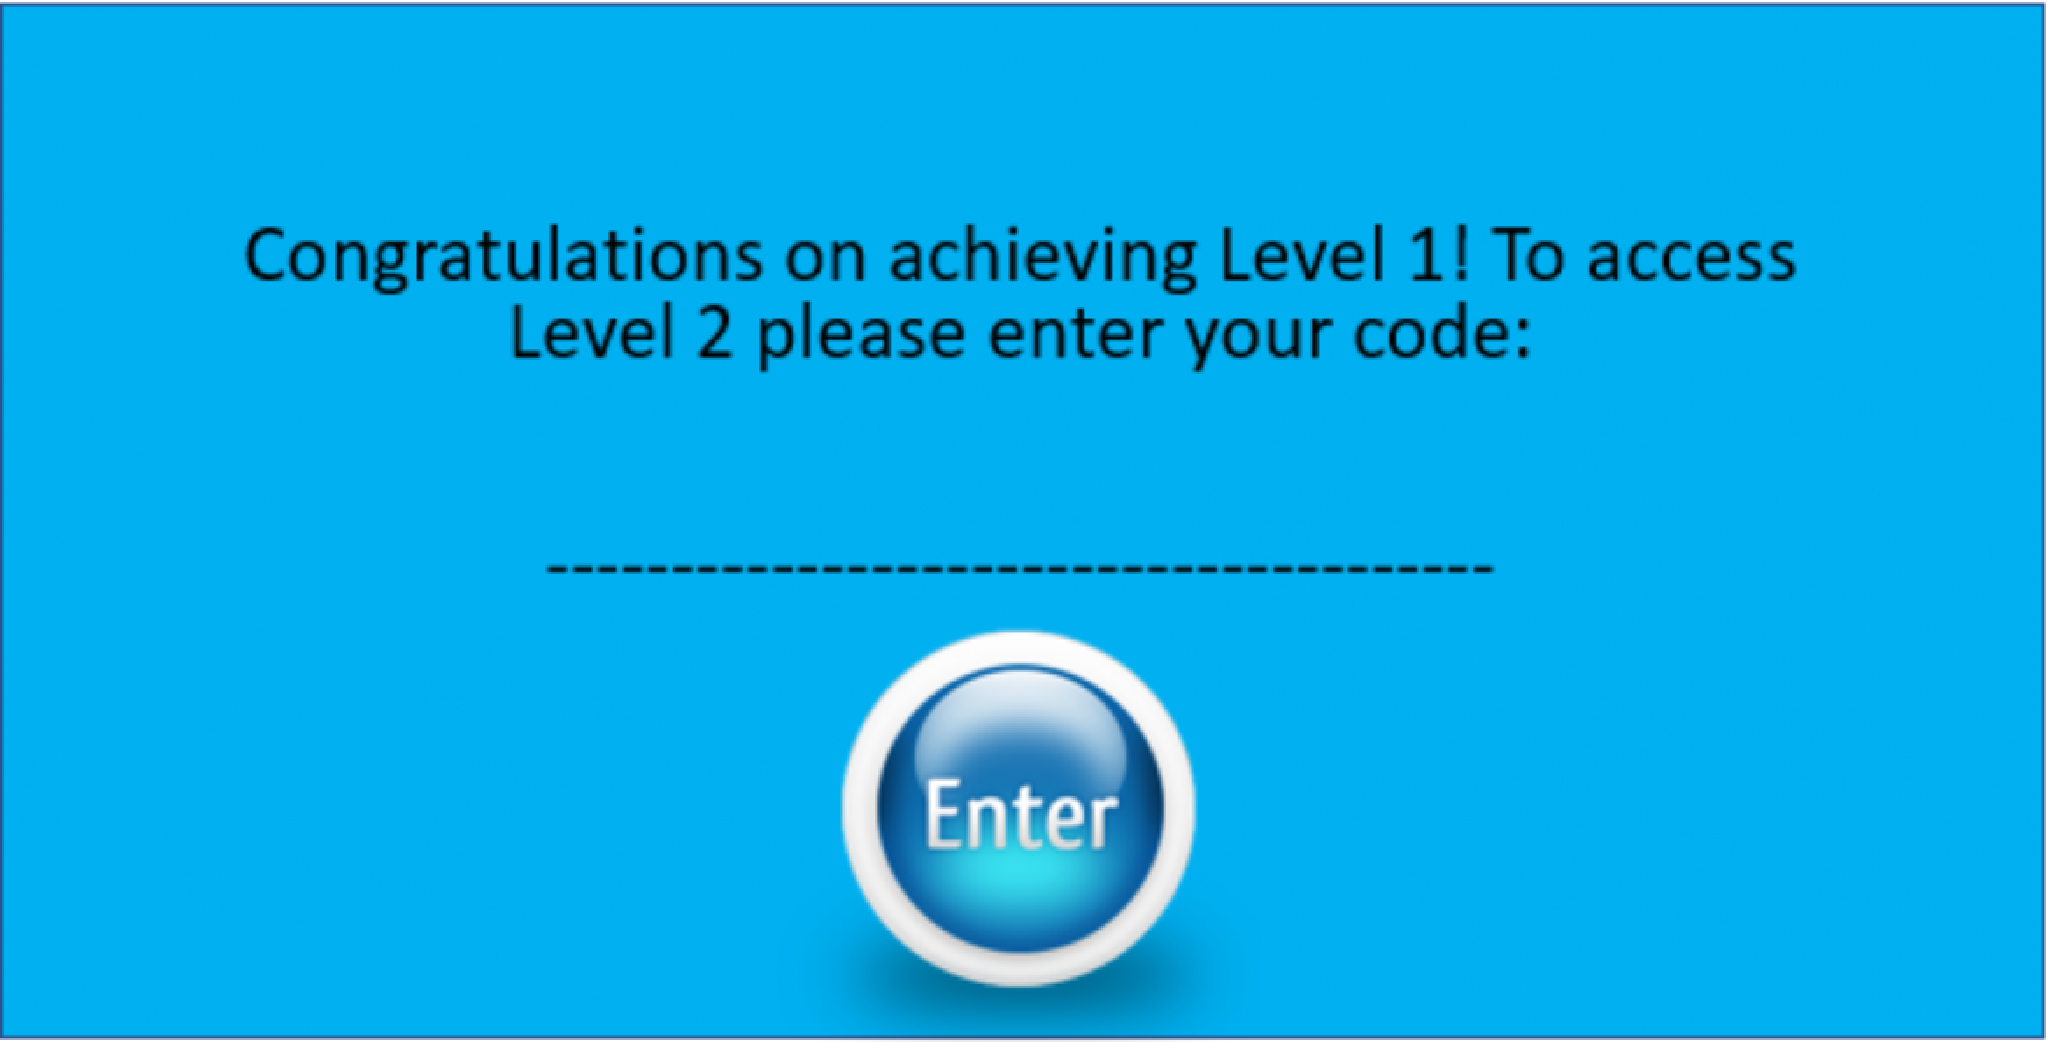 Congratulations on achieving Level 1! To access
Level 2 please enter your code:
--------------------------------------
Enter